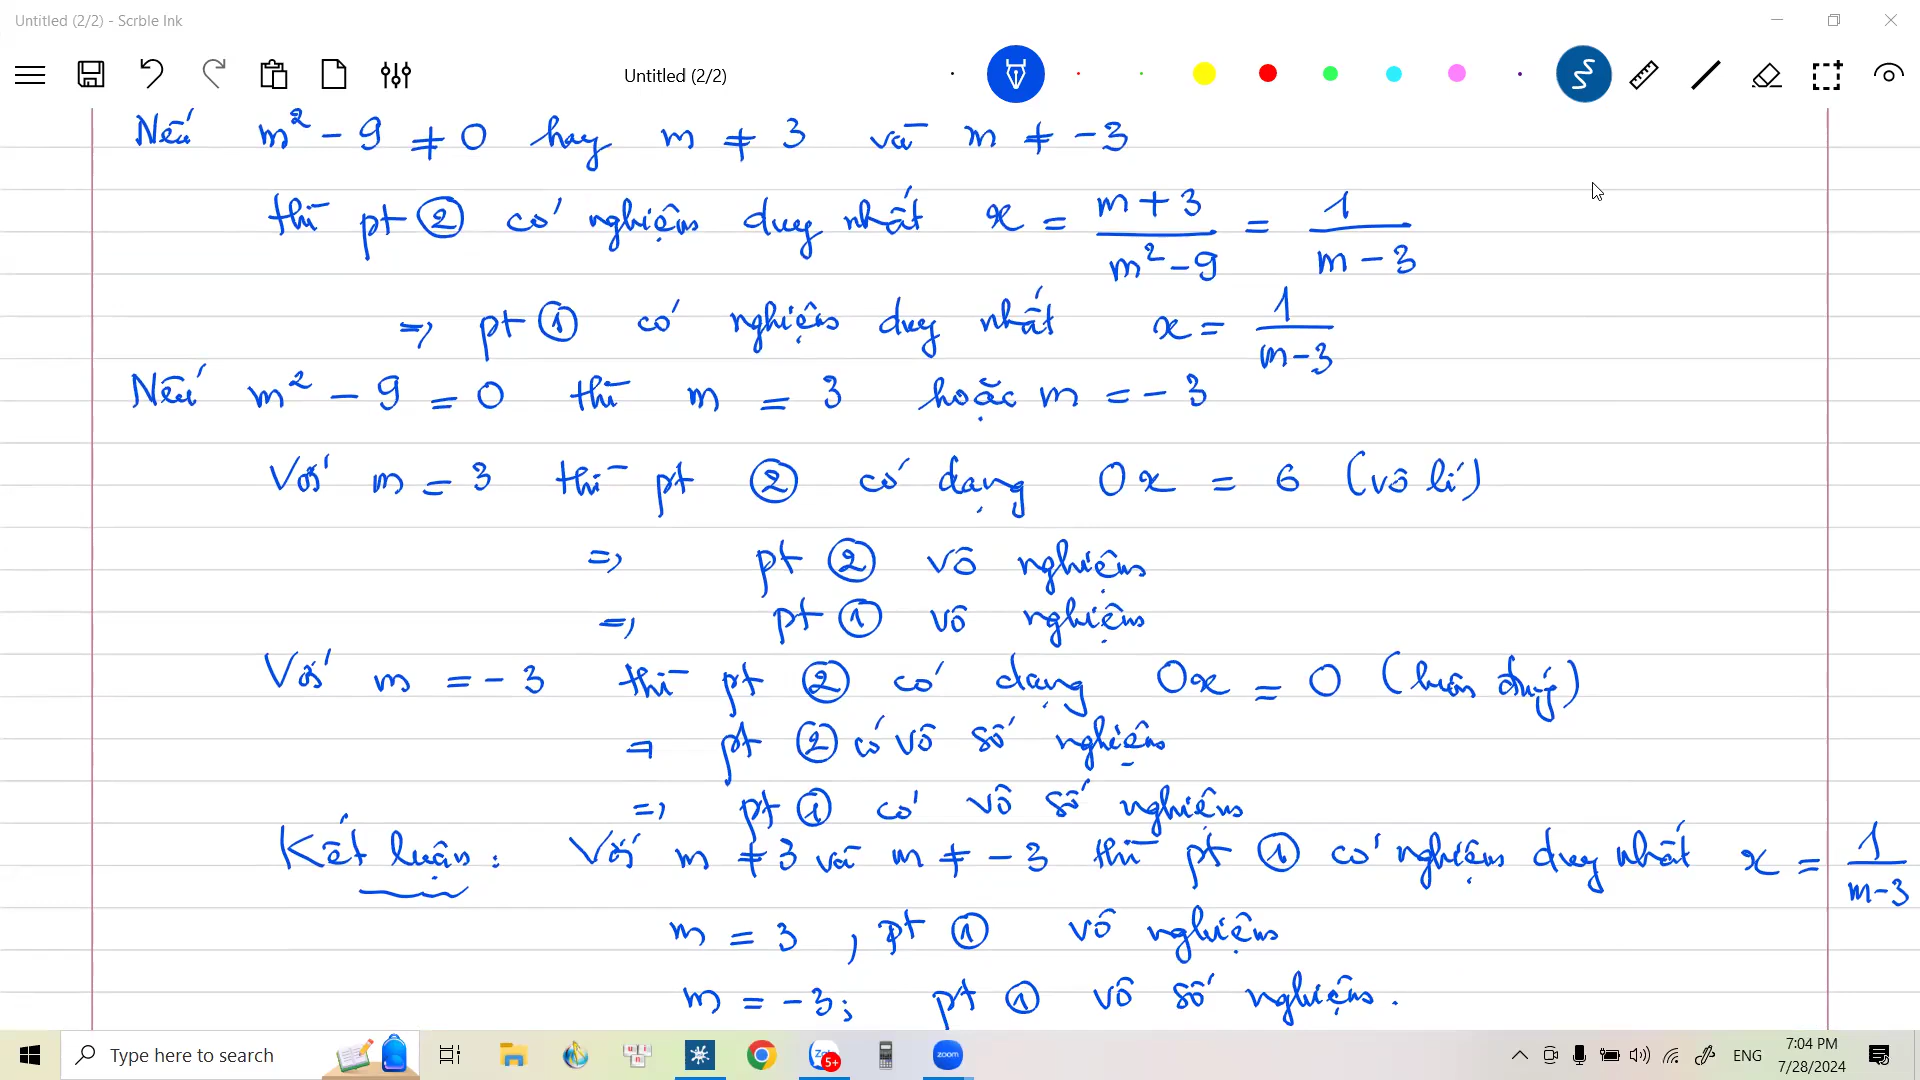 Untitled (2/2) - Scrble Ink
Untitled (2/2)
Nếu m² - 9 ≠ 0 hay m ≠ 3 và m ≠ -3
thì pt ② có nghiệm duy nhất x = (m+3)/(m²-9) = 1/(m-3)
=> pt ① có nghiệm duy nhất x = 1/(m-3)
Nếu m² - 9 = 0 thì m = 3 hoặc m = -3
Với m = 3 thì pt ② có dạng 0x = 6 (vô lí)
=> pt ② vô nghiệm
=> pt ① vô nghiệm
Với m = -3 thì pt ② có dạng 0x = 0 (luôn đúng)
=> pt ② có vô số nghiệm
=> pt ① có vô số nghiệm
Kết luận: Với m ≠ 3 và m ≠ -3 thì pt ① có nghiệm duy nhất x = 1/(m-3)
m = 3, pt ① vô nghiệm
m = -3; pt ① vô số nghiệm.
Type here to search
5+
zoom
ENG
7:04 PM
7/28/2024